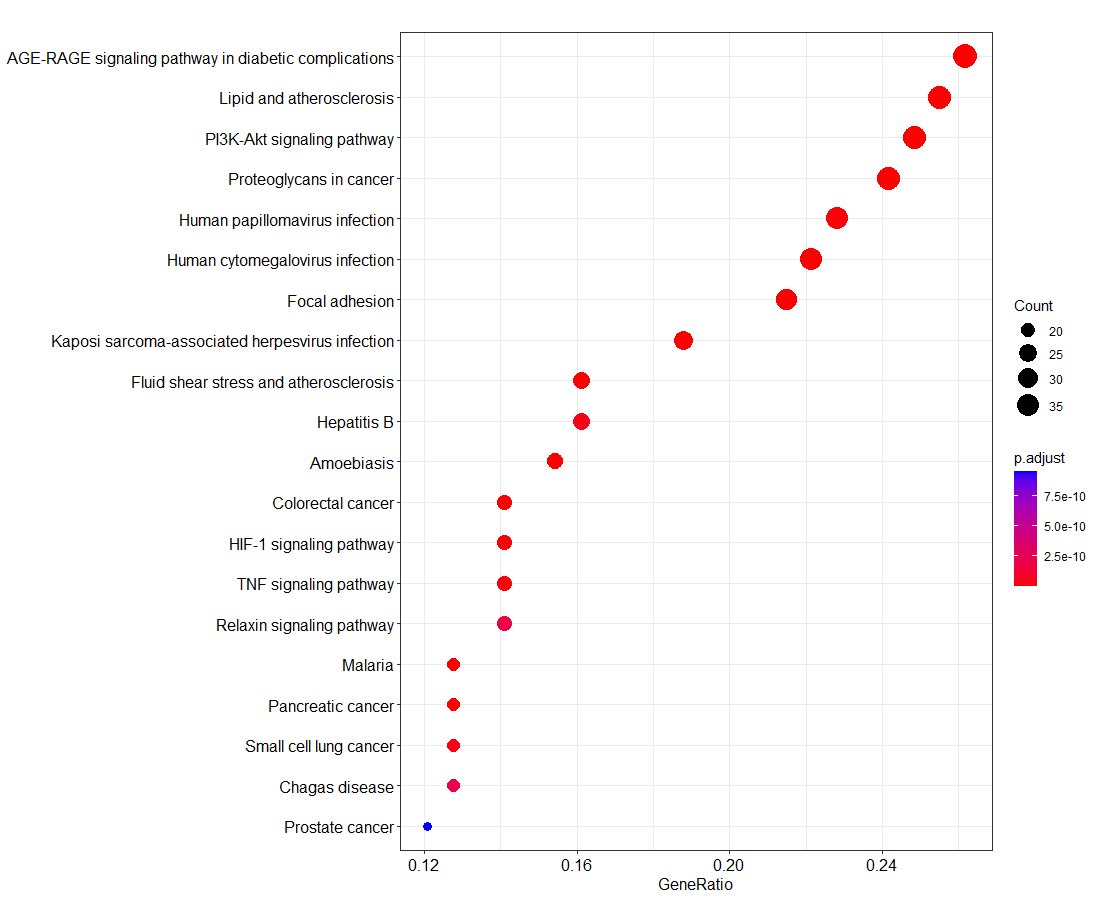 AGE-RAGE signaling pathway in diabetic complications
Lipid and atherosclerosis
PI3K-Akt signaling pathway
Proteoglycans in cancer
Human papillomavirus infection
Human cytomegalovirus infection
Focal adhesion
Kaposi sarcoma-associated herpesvirus infection
Fluid shear stress and atherosclerosis
Hepatitis B
Amoebiasis
Colorectal cancer
HIF-1 signaling pathway
TNF signaling pathway
Relaxin signaling pathway
Malaria
Pancreatic cancer
Small cell lung cancer
Chagas disease
Prostate cancer
0.12 0.16 0.20 0.24
GeneRatio
Count
20
25
30
35
p.adjust
7.5e-10
5.0e-10
2.5e-10